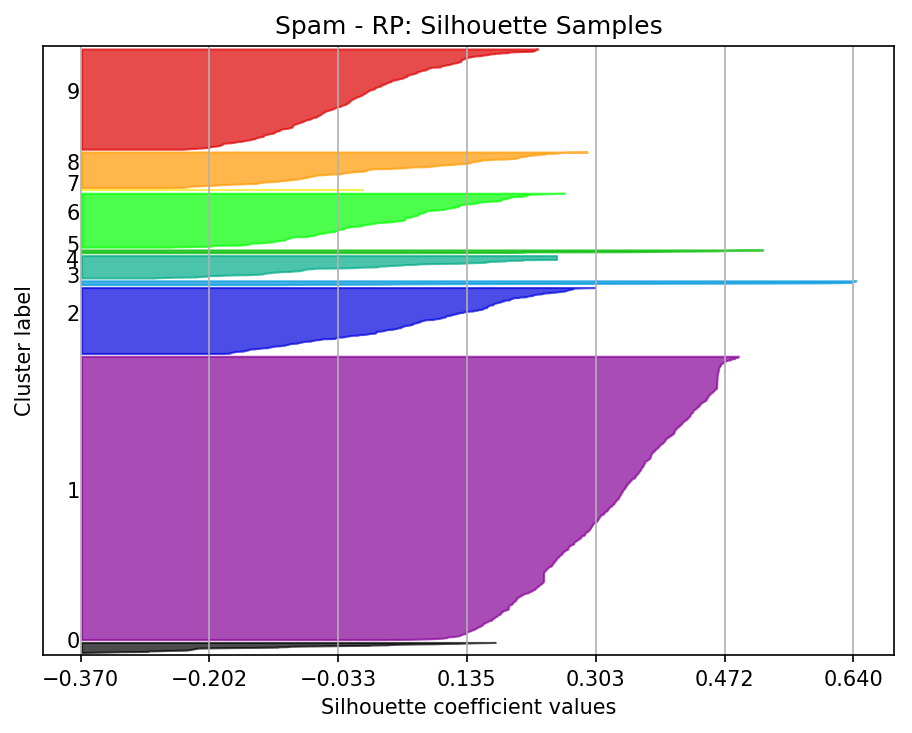 Spam - RP: Silhouette Samples
Cluster label
9
8
7
6
5
4
3
2
1
0
−0.370 −0.202 −0.033 0.135 0.303 0.472 0.640
Silhouette coefficient values